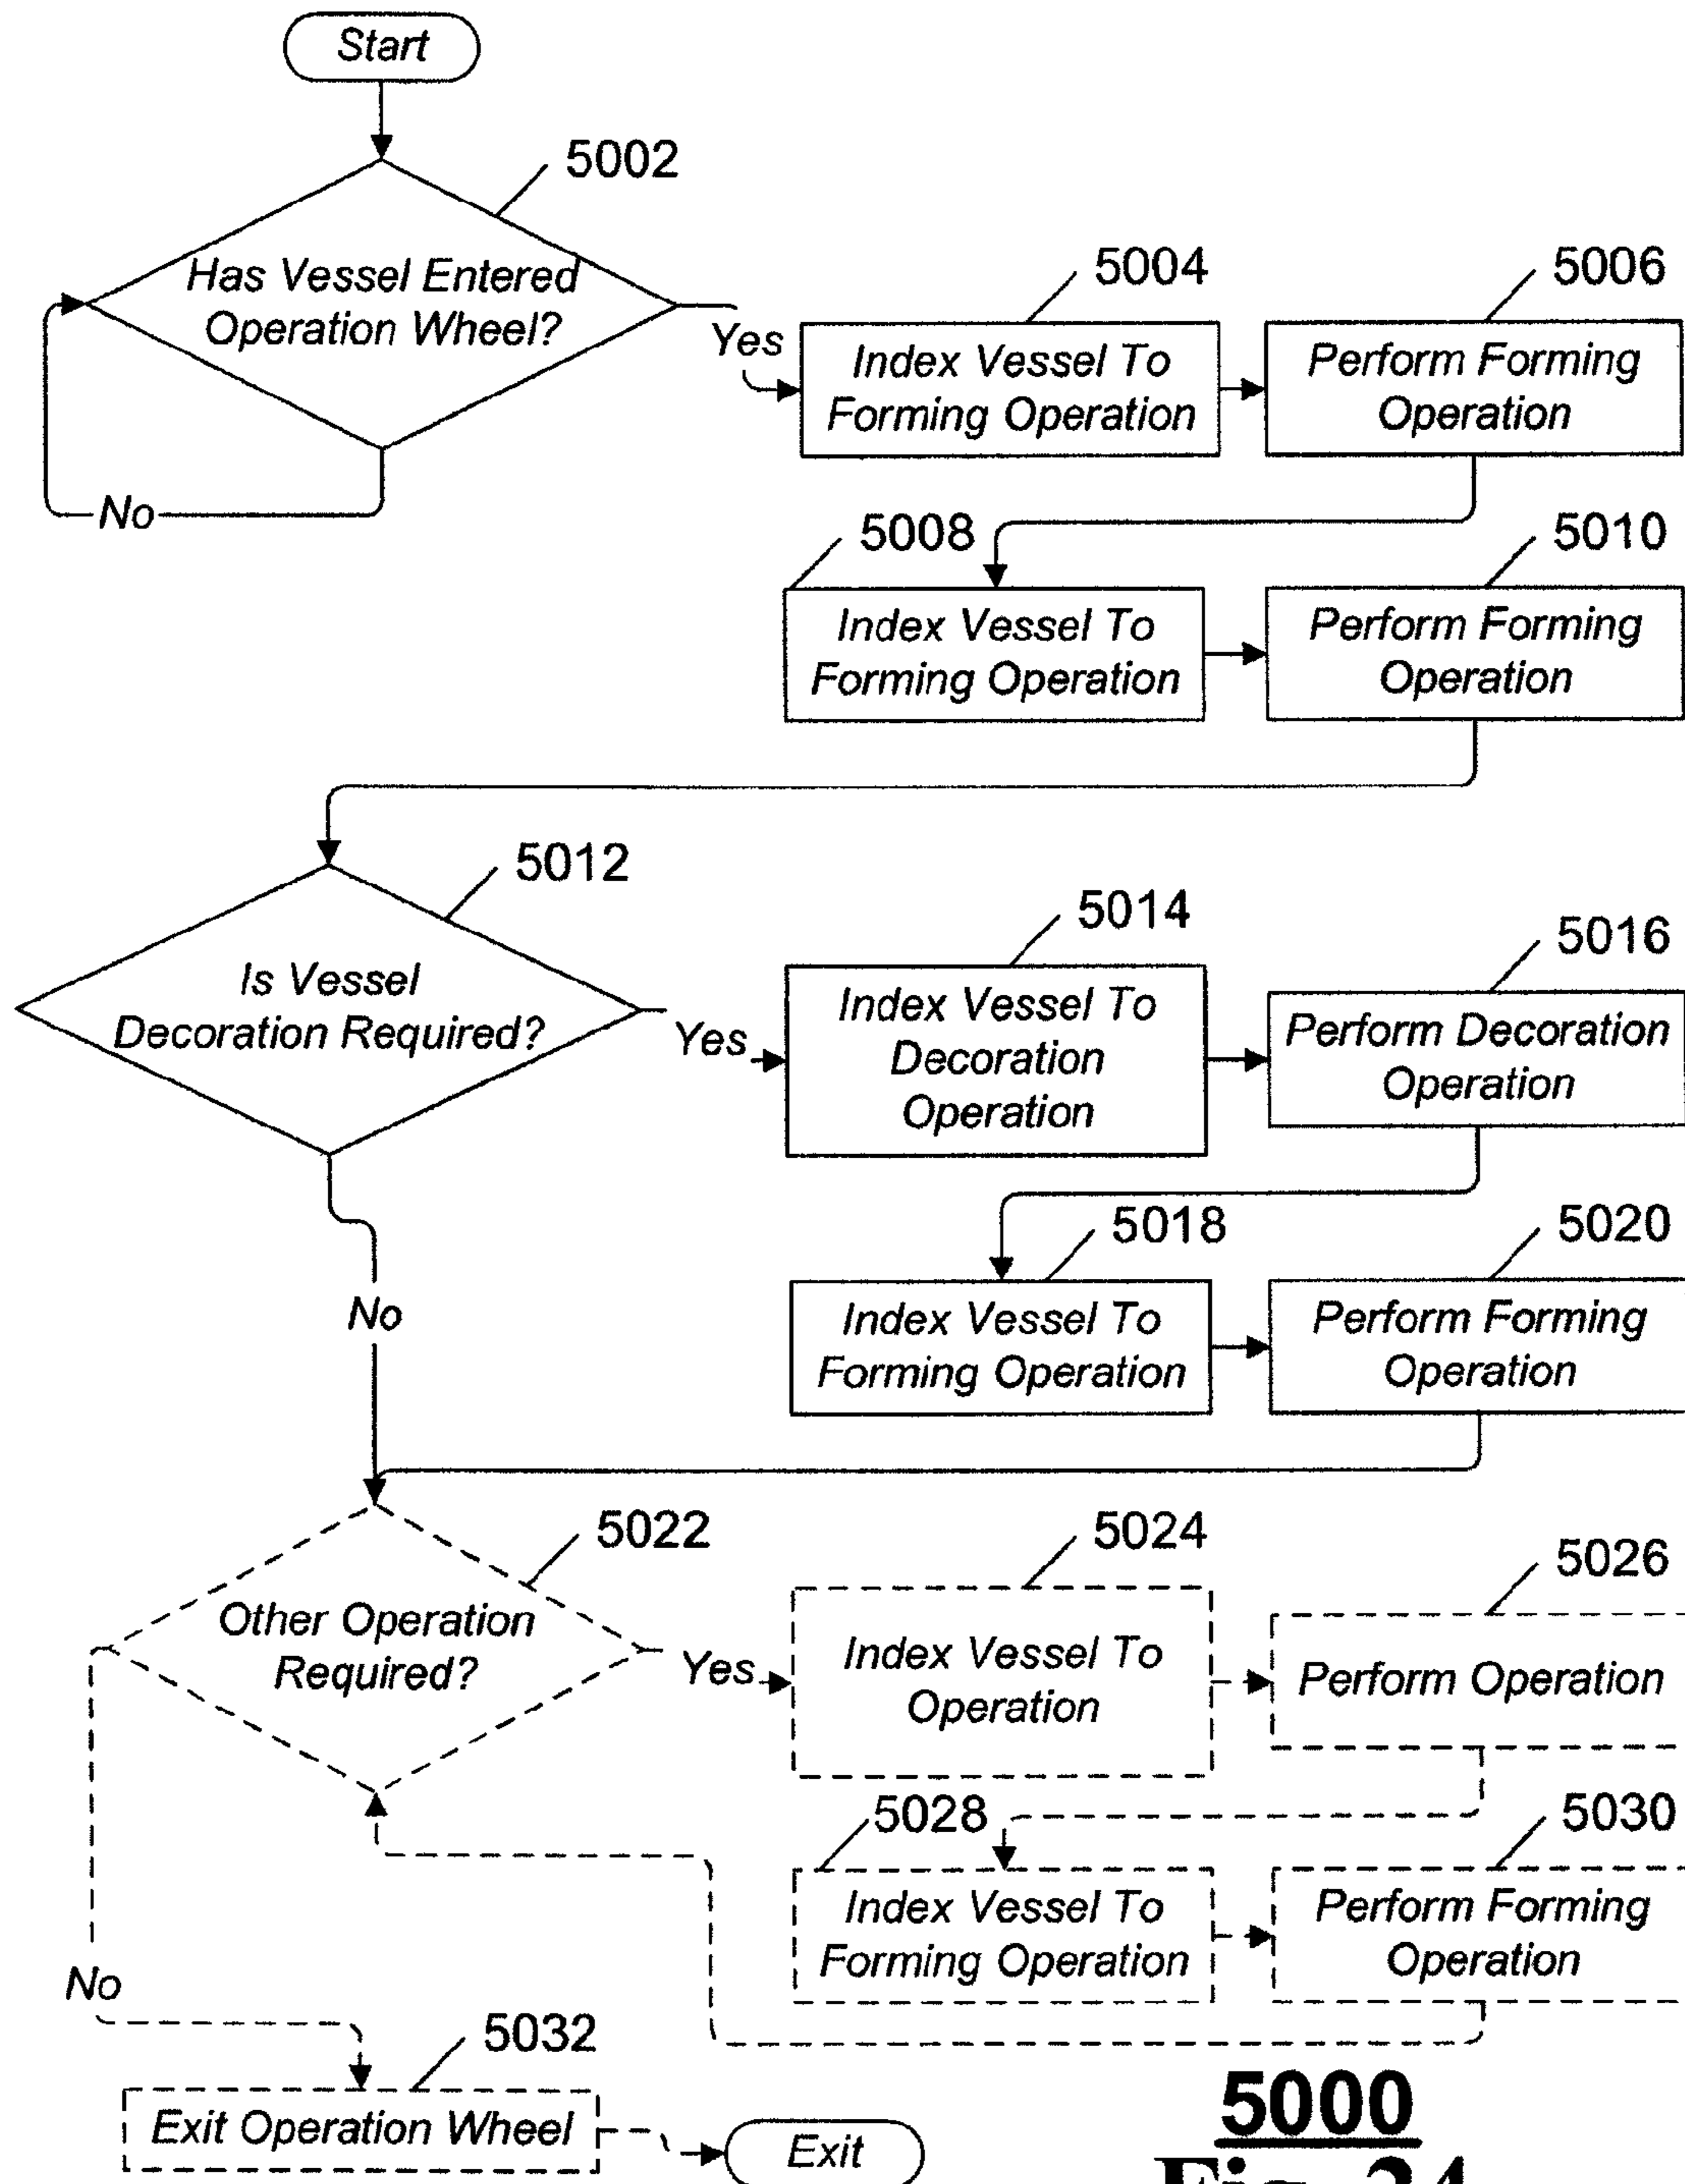 Start
5002
Has Vessel Entered
Operation Wheel?
Yes
No
5004
Index Vessel To
Forming Operation
5006
Perform Forming
Operation
5008
Index Vessel To
Forming Operation
5010
Perform Forming
Operation
5012
Is Vessel
Decoration Required?
Yes
No
5014
Index Vessel To
Decoration
Operation
5016
Perform Decoration
Operation
5018
Index Vessel To
Forming Operation
5020
Perform Forming
Operation
5022
Other Operation
Required?
Yes
No
5024
Index Vessel To
Operation
5026
Perform Operation
5028
Index Vessel To
Forming Operation
5030
Perform Forming
Operation
5032
Exit Operation Wheel
Exit
5000